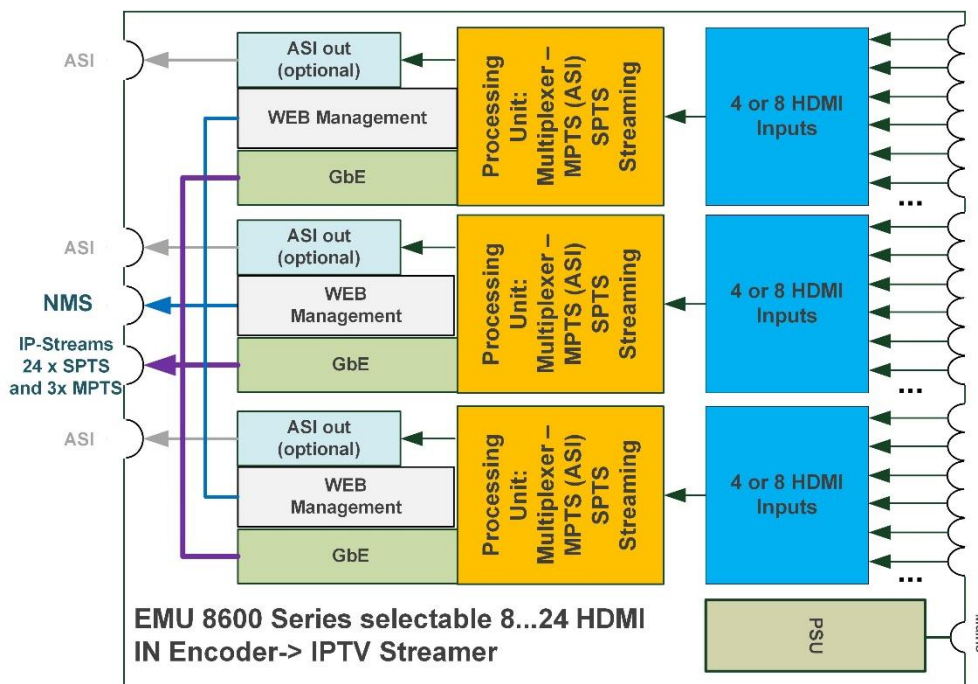 ASI
ASI out
(optional)
WEB Management
GbE
Processing
Unit:
Multiplexer –
MPTS (ASI)
SPTS
Streaming
4 or 8 HDMI
Inputs
...
ASI
NMS
IP-Streams
24 x SPTS
and 3x MPTS
ASI out
(optional)
WEB
Management
GbE
Processing
Unit:
Multiplexer –
MPTS (ASI)
SPTS
Streaming
4 or 8 HDMI
Inputs
...
ASI
ASI out
(optional)
WEB
Management
GbE
Processing
Unit:
Multiplexer –
MPTS (ASI)
SPTS
Streaming
4 or 8 HDMI
Inputs
...
EMU 8600 Series selectable 8...24 HDMI
IN Encoder-> IPTV Streamer
PSU